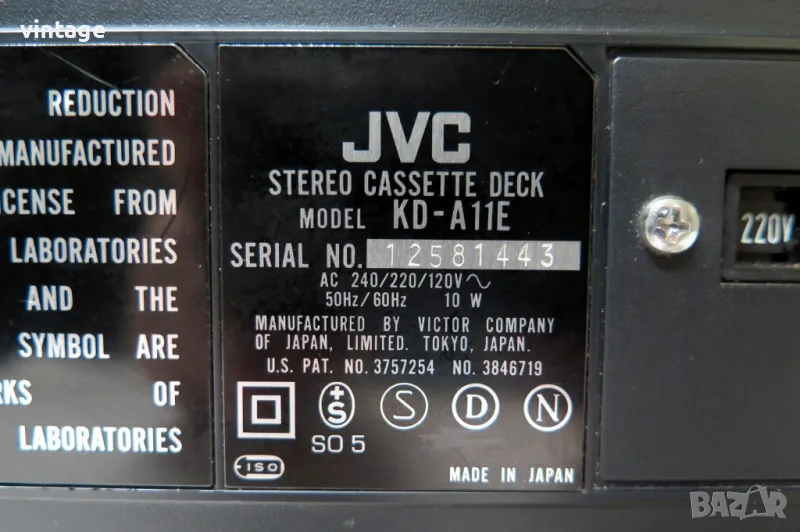 vintage
REDUCTION
MANUFACTURED
FROM
LABORATORIES
AND THE
SYMBOL ARE
OF
LABORATORIES
JVC
STEREO CASSETTE DECK
MODEL KD-A11E
SERIAL NO. 12581443
AC 240/220/120V~
50Hz/60Hz 10 W
MANUFACTURED BY VICTOR COMPANY
OF JAPAN, LIMITED. TOKYO, JAPAN.
U.S. PAT. NO. 3757254 NO. 3846719
+S S D N
SO 5
ISO
MADE IN JAPAN
220V
BAZAR